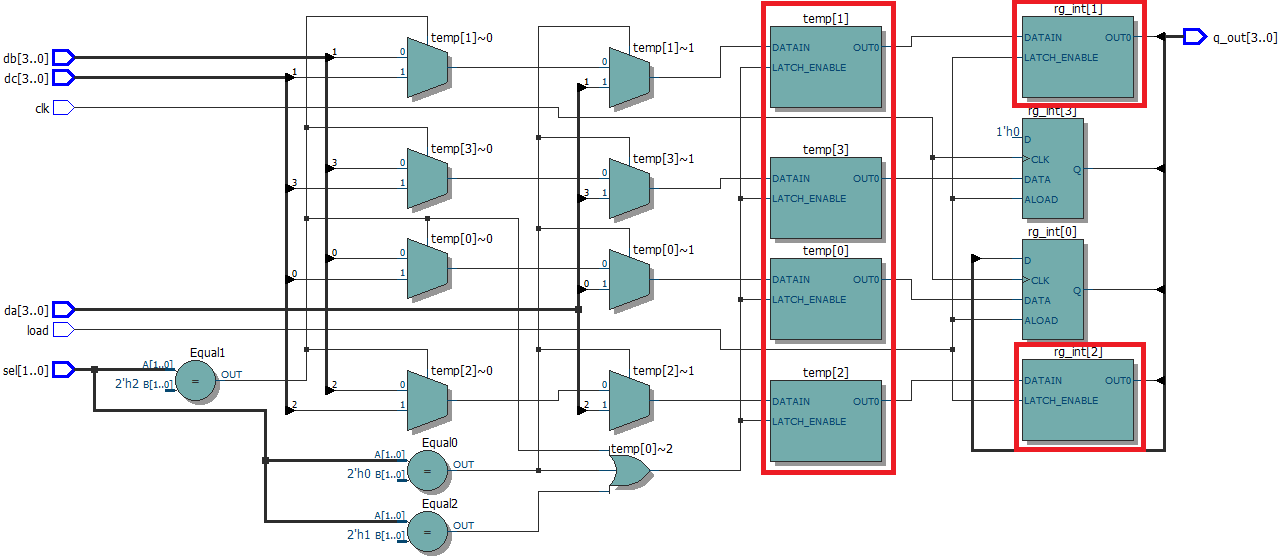 temp[1]
rg_int[1]
temp[1]~0
temp[1]~1
db[3..0]
1
0
0
DATAIN
OUT0
DATAIN
OUT0
q_out[3..0]
dc[3..0]
1
1
1
1
LATCH_ENABLE
LATCH_ENABLE
clk
rg_int[3]
1'h0
D
temp[3]~0
temp[3]~1
temp[3]
CLK
3
0
0
Q
3
1
3
1
DATAIN
OUT0
DATA
LATCH_ENABLE
ALOAD
temp[0]~0
temp[0]~1
temp[0]
rg_int[0]
0
0
0
D
0
1
0
1
DATAIN
OUT0
CLK
Q
LATCH_ENABLE
DATA
da[3..0]
ALOAD
load
Equal1
temp[2]~0
temp[2]~1
temp[2]
rg_int[2]
sel[1..0]
A[1..0]
=
OUT
2'h2
B[1..0]
2
0
0
DATAIN
OUT0
2
1
2
1
DATAIN
OUT0
LATCH_ENABLE
LATCH_ENABLE
Equal0
temp[0]~2
A[1..0]
=
OUT
2'h0
B[1..0]
Equal2
A[1..0]
=
OUT
2'h1
B[1..0]